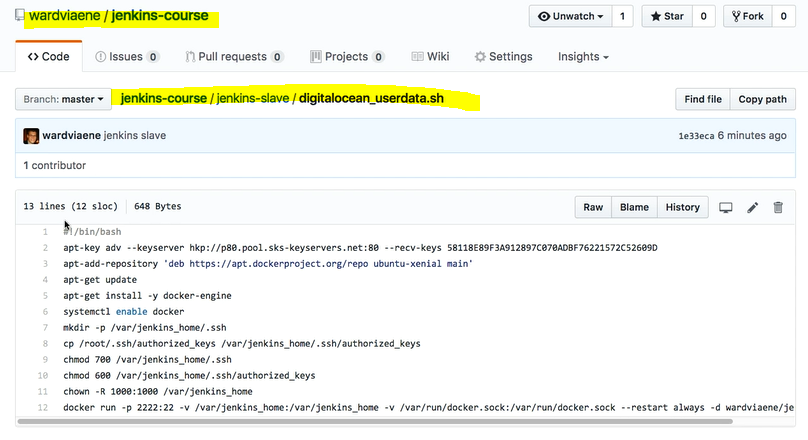 wardviaene / jenkins-course
Unwatch 1 Star 0 Fork 0
<> Code Issues 0 Pull requests 0 Projects 0 Wiki Settings Insights
Branch: master jenkins-course / jenkins-slave / digitalocean_userdata.sh Find file Copy path
wardviaene jenkins slave 1e33eca 6 minutes ago
1 contributor
13 lines (12 sloc) 648 Bytes Raw Blame History
1 #!/bin/bash
2 apt-key adv --keyserver hkp://p80.pool.sks-keyservers.net:80 --recv-keys 58118E89F3A912897C070ADBF76221572C52609D
3 apt-add-repository 'deb https://apt.dockerproject.org/repo ubuntu-xenial main'
4 apt-get update
5 apt-get install -y docker-engine
6 systemctl enable docker
7 mkdir -p /var/jenkins_home/.ssh
8 cp /root/.ssh/authorized_keys /var/jenkins_home/.ssh/authorized_keys
9 chmod 700 /var/jenkins_home/.ssh
10 chmod 600 /var/jenkins_home/.ssh/authorized_keys
11 chown -R 1000:1000 /var/jenkins_home
12 docker run -p 2222:22 -v /var/jenkins_home:/var/jenkins_home -v /var/run/docker.sock:/var/run/docker.sock --restart always -d wardviaene/je